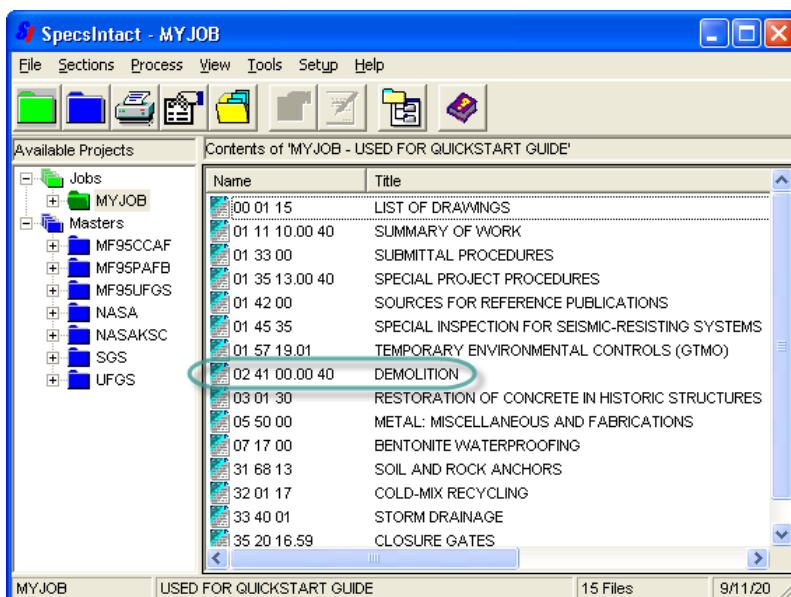 SpecsIntact - MYJOB
File Sections Process View Tools Setup Help
Available Projects
Contents of 'MYJOB - USED FOR QUICKSTART GUIDE'
Jobs
MYJOB
Masters
MF95CCAF
MF95PAFB
MF95UFGS
NASA
NASAKSC
SGS
UFGS
Name Title
00 01 15 LIST OF DRAWINGS
01 11 10.00 40 SUMMARY OF WORK
01 33 00 SUBMITTAL PROCEDURES
01 35 13.00 40 SPECIAL PROJECT PROCEDURES
01 42 00 SOURCES FOR REFERENCE PUBLICATIONS
01 45 35 SPECIAL INSPECTION FOR SEISMIC-RESISTING SYSTEMS
01 57 19.01 TEMPORARY ENVIRONMENTAL CONTROLS (GTMO)
02 41 00.00 40 DEMOLITION
03 01 30 RESTORATION OF CONCRETE IN HISTORIC STRUCTURES
05 50 00 METAL: MISCELLANEOUS AND FABRICATIONS
07 17 00 BENTONITE WATERPROOFING
31 68 13 SOIL AND ROCK ANCHORS
32 01 17 COLD-MIX RECYCLING
33 40 01 STORM DRAINAGE
35 20 16.59 CLOSURE GATES
MYJOB USED FOR QUICKSTART GUIDE 15 Files 9/11/20